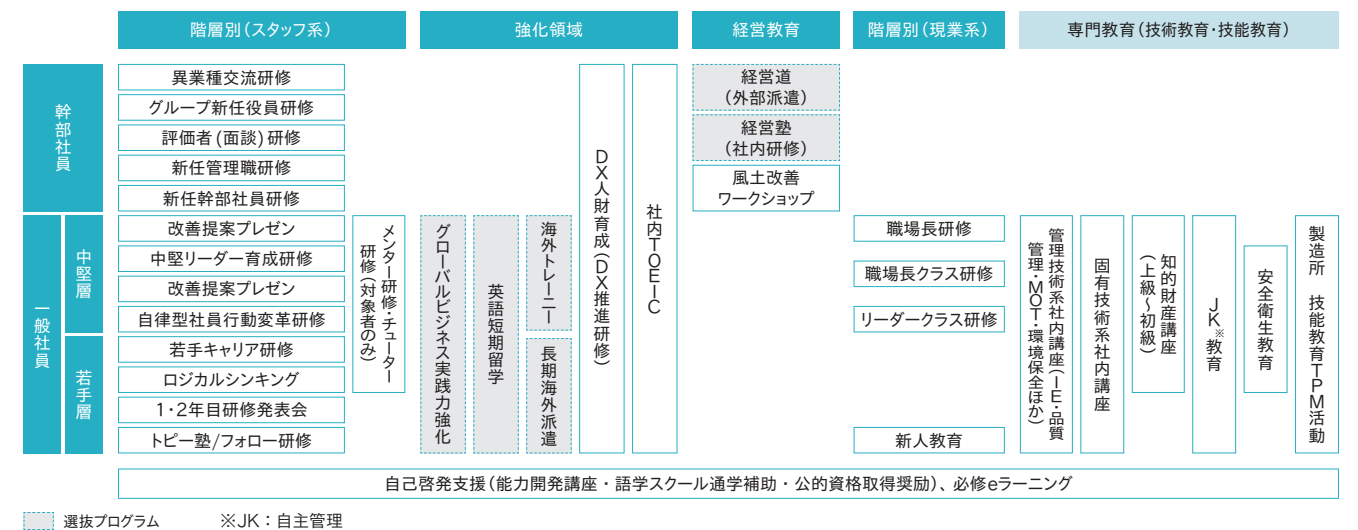 階層別(スタッフ系)
強化領域
経営教育
階層別(現業系)
専門教育(技術教育・技能教育)
幹部社員
一般社員
中堅層
若手層
異業種交流研修
グループ新任役員研修
評価者(面談)研修
新任管理職研修
新任幹部社員研修
改善提案プレゼン
中堅リーダー育成研修
改善提案プレゼン
自律型社員行動変革研修
若手キャリア研修
ロジカルシンキング
1・2年目研修発表会
トピー塾/フォロー研修
メンター研修・チューター
研修(対象者のみ)
グローバルビジネス実践力強化
英語短期留学
海外トレーニー
長期海外派遣
DX人財育成(DX推進研修)
社内TOEIC
経営道
(外部派遣)
経営塾
(社内研修)
風土改善
ワークショップ
職場長研修
職場長クラス研修
リーダークラス研修
新人教育
管理技術系社内講座(IE・品質
管理・MOT・環境保全ほか)
固有技術系社内講座
知的財産講座
(上級~初級)
JK※教育
安全衛生教育
製造所 技能教育TPM活動
自己啓発支援(能力開発講座・語学スクール通学補助・公的資格取得奨励)、必修eラーニング
選抜プログラム
※JK:自主管理